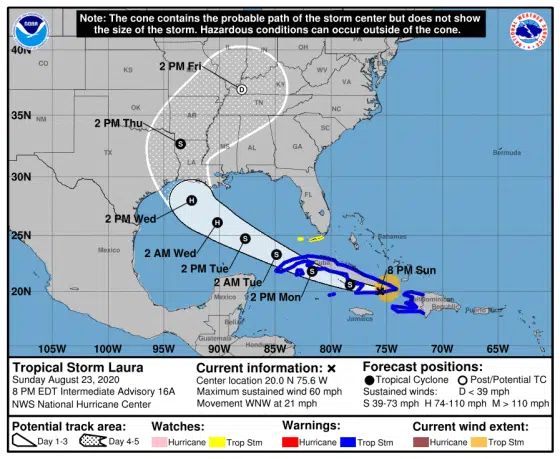 Note: The cone contains the probable path of the storm center but does not show
the size of the storm. Hazardous conditions can occur outside of the cone.
NOAA
40N
35N
30N
25N
20N
2 PM Fri
2 PM Thu
2 PM Wed
2 AM Wed
2 PM Tue
2 AM Tue
2 PM Mon
8 PM Sun
D
S
H
H
S
S
S
S
CO
KS
IL
IN
OH
PA
WV
VA
KY
NM
OK
AR
TN
NC
SC
TX
LA
MS
AL
GA
FL
Bermuda
Bahamas
Mexico
Mexico
Cuba
Jamaica
Dominican
Republic
Puerto Rico
Belize
Guatemala
Honduras
105W 100W 95W 90W 85W 80W 75W 70W 65W
Tropical Storm Laura
Sunday August 23, 2020
8 PM EDT Intermediate Advisory 16A
NWS National Hurricane Center
Current information: ×
Center location 20.0 N 75.6 W
Maximum sustained wind 60 mph
Movement WNW at 21 mph
Forecast positions:
Tropical Cyclone Post/Potential TC
Sustained winds: D < 39 mph
S 39-73 mph H 74-110 mph M > 110 mph
Potential track area:
Day 1-3 Day 4-5
Watches:
Hurricane Trop Stm
Warnings:
Hurricane Trop Stm
Current wind extent:
Hurricane Trop Stm